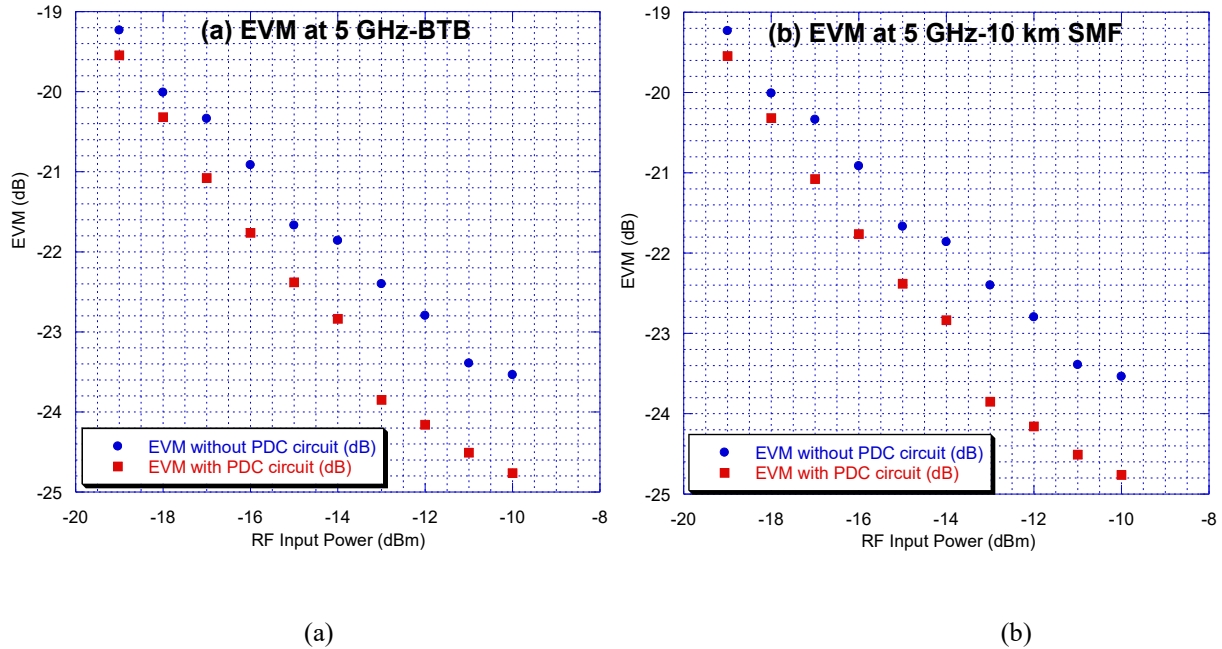 (a) EVM at 5 GHz-BTB
-19
-20
-21
-22
-23
-24
-25
EVM (dB)
EVM without PDC circuit (dB)
EVM with PDC circuit (dB)
-20 -18 -16 -14 -12 -10 -8
RF Input Power (dBm)
(a)
(b) EVM at 5 GHz-10 km SMF
-19
-20
-21
-22
-23
-24
-25
EVM (dB)
EVM without PDC circuit (dB)
EVM with PDC circuit (dB)
-20 -18 -16 -14 -12 -10 -8
RF Input Power (dBm)
(b)